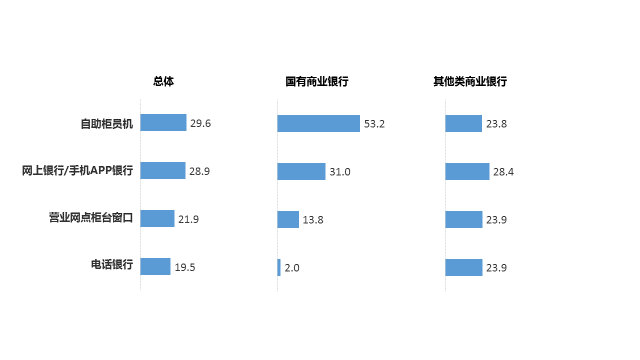 总体 国有商业银行 其他类商业银行
自助柜员机 29.6 53.2 23.8
网上银行/手机APP银行 28.9 31.0 28.4
营业网点柜台窗口 21.9 13.8 23.9
电话银行 19.5 2.0 23.9